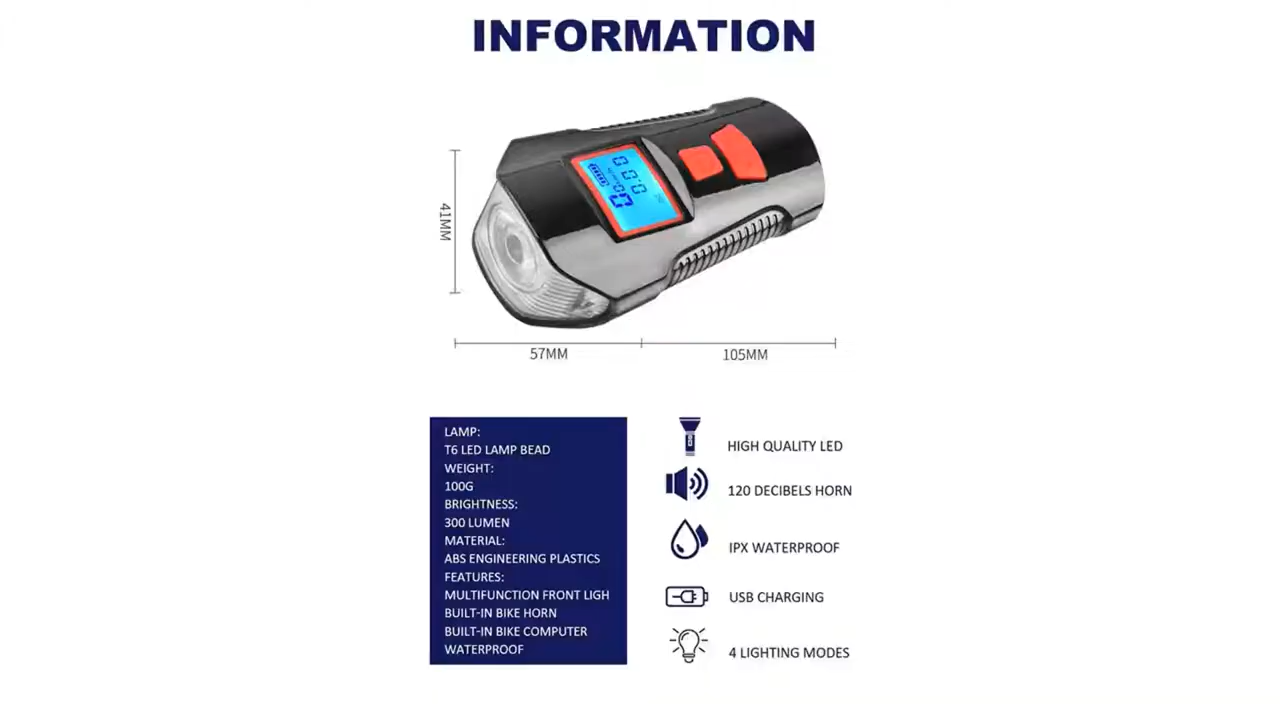 INFORMATION
41MM
57MM
105MM
LAMP:
T6 LED LAMP BEAD
WEIGHT:
100G
BRIGHTNESS:
300 LUMEN
MATERIAL:
ABS ENGINEERING PLASTICS
FEATURES:
MULTIFUNCTION FRONT LIGH
BUILT-IN BIKE HORN
BUILT-IN BIKE COMPUTER
WATERPROOF
HIGH QUALITY LED
120 DECIBELS HORN
IPX WATERPROOF
USB CHARGING
4 LIGHTING MODES